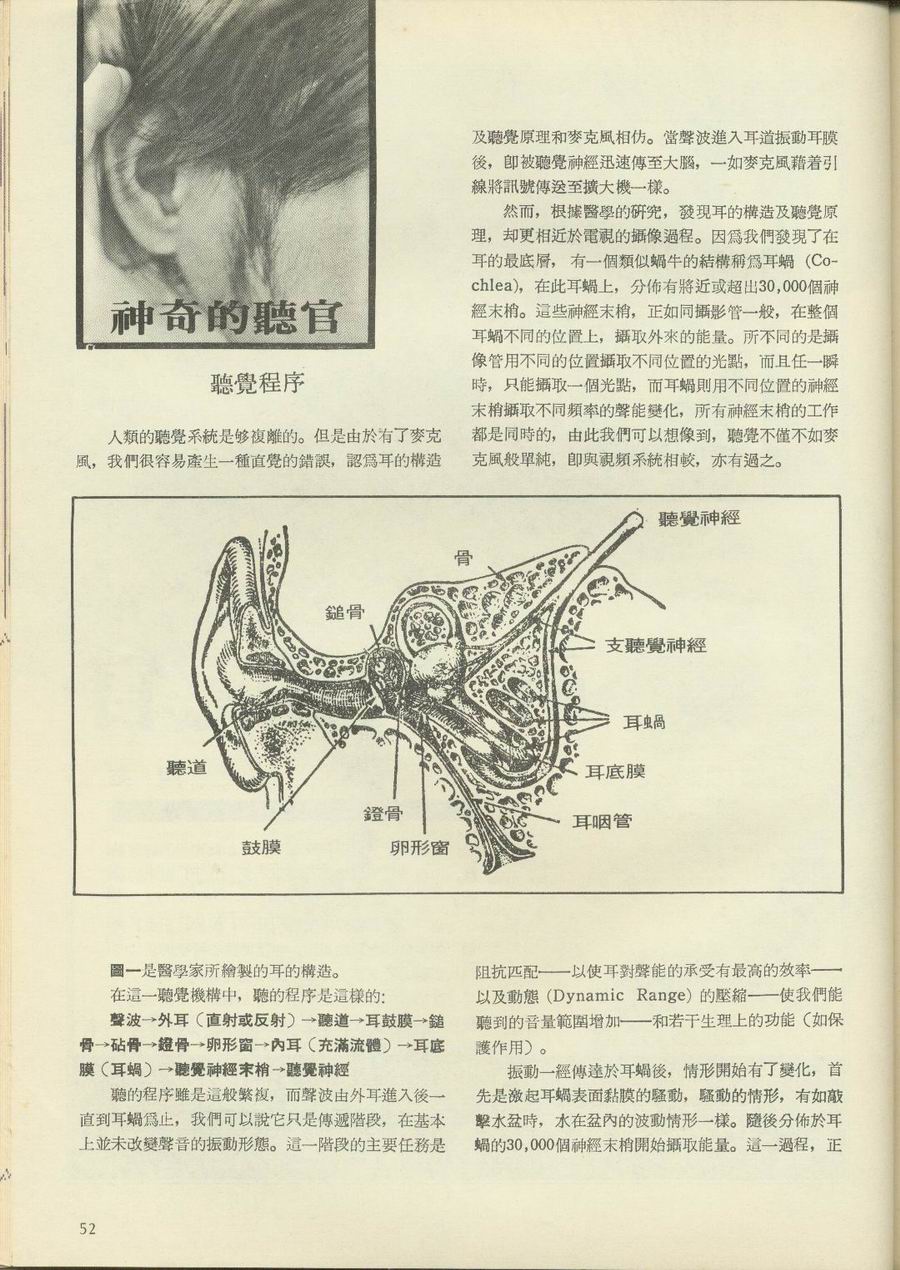 神奇的聽官
聽覺程序
人類的聽覺系統是够複雜的。但是由於有了麥克
風，我們很容易產生一種直覺的錯誤，認爲耳的構造
及聽覺原理和麥克風相仿。當聲波進入耳道振動耳膜
後，卽被聽覺神經迅速傳至大腦，一如麥克風藉着引
線將訊號傳送至擴大機一樣。
然而，根據醫學的研究，發現耳的構造及聽覺原
理，却更相近於電視的攝像過程。因爲我們發現了在
耳的最底層，有一個類似蝸牛的結構稱爲耳蝸（Co-
chlea)，在此耳蝸上，分佈有將近或超出30,000個神
經末梢。這些神經末梢，正如同攝影管一般，在整個
耳蝸不同的位置上，攝取外來的能量。所不同的是攝
像管用不同的位置攝取不同位置的光點，而且任一瞬
時，只能攝取一個光點，而耳蝸則用不同位置的神經
末梢攝取不同頻率的聲能變化，所有神經末梢的工作
都是同時的，由此我們可以想像到，聽覺不僅不如麥
克風般單純，卽與視頻系統相較，亦有過之。
聽覺神經
骨
鎚骨
支聽覺神經
耳蝸
聽道
耳底膜
鐙骨
耳咽管
鼓膜
卵形窗
圖一是醫學家所繪製的耳的構造。
在這一聽覺機構中，聽的程序是這樣的：
聲波→外耳（直射或反射）→聽道→耳鼓膜→鎚
骨→砧骨→鐙骨→卵形窗→內耳（充滿流體）→耳底
膜（耳蝸）→聽覺神經末梢→聽覺神經
聽的程序雖是這般繁複，而聲波由外耳進入後一
直到耳蝸爲止，我們可以說它只是傳遞階段，在基本
上並未改變聲音的振動形態。這一階段的主要任務是
阻抗匹配——以使耳對聲能的承受有最高的效率——
以及動態 (Dynamic Range) 的壓縮——使我們能
聽到的音量範圍增加——和若干生理上的功能（如保
護作用）。
振動一經傳達於耳蝸後，情形開始有了變化，首
先是激起耳蝸表面黏膜的騷動，騷動的情形，有如敲
擊水盆時，水在盆內的波動情形一樣。隨後分佈於耳
蝸的30,000個神經末梢開始攝取能量。這一過程，正
52